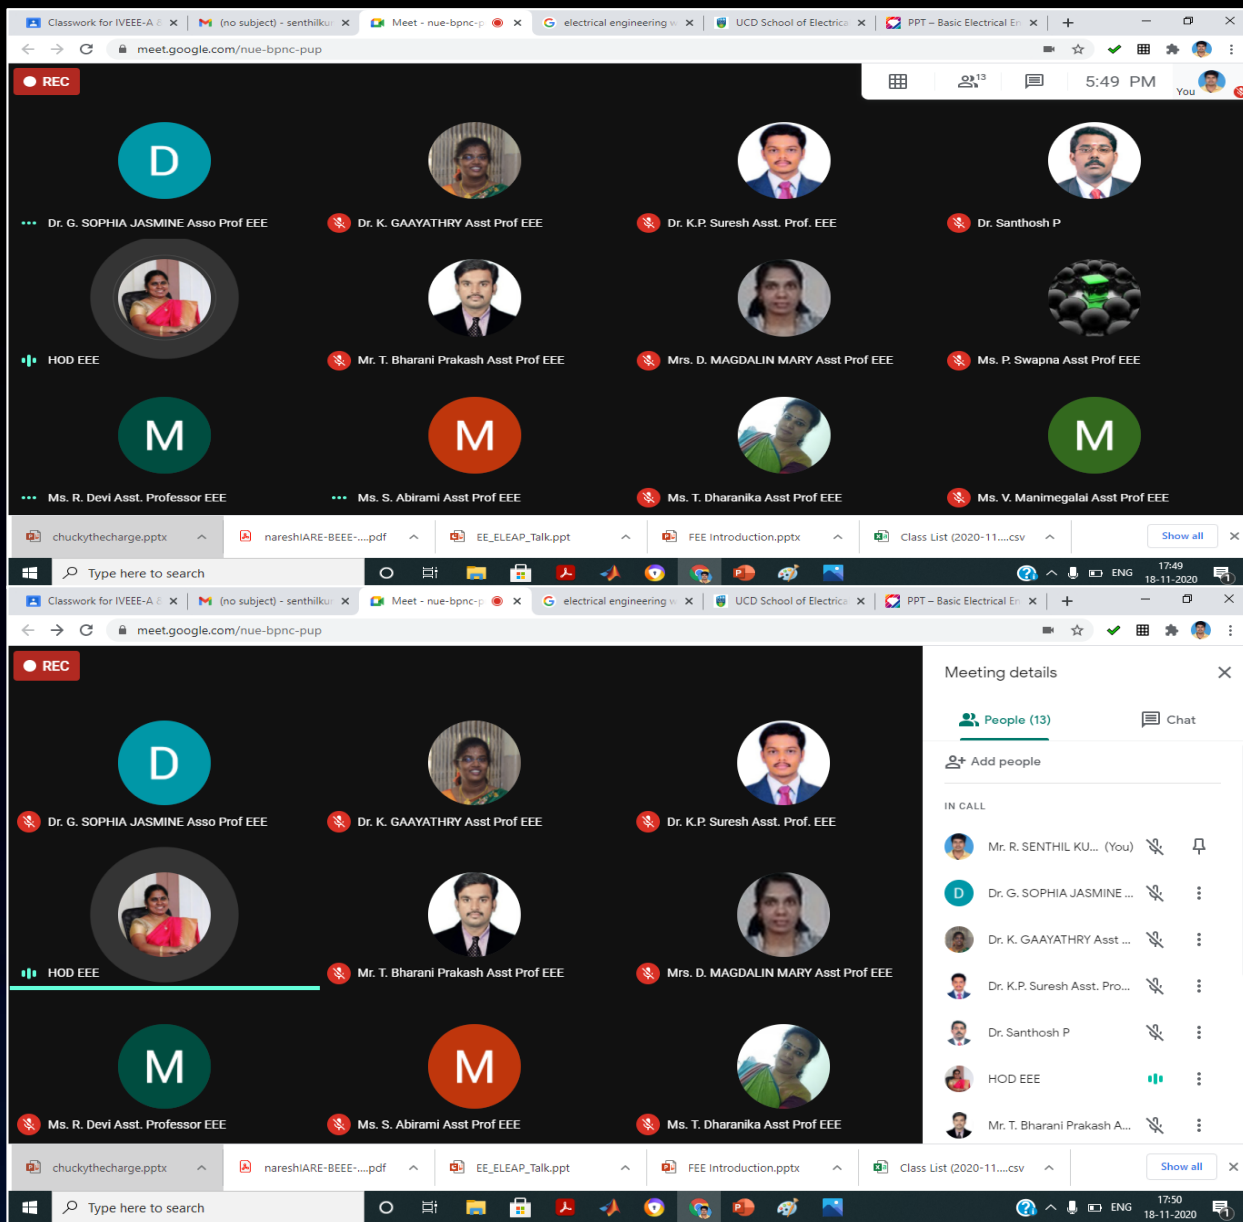 Classwork for IVEEE-A &
(no subject) - senthilkur
Meet - nue-bpnc-p
electrical engineering w
UCD School of Electrica
PPT – Basic Electrical En
meet.google.com/nue-bpnc-pup
REC
13
5:49 PM
You
D
Dr. G. SOPHIA JASMINE Asso Prof EEE
Dr. K. GAAYATHRY Asst Prof EEE
Dr. K.P. Suresh Asst. Prof. EEE
Dr. Santhosh P
HOD EEE
Mr. T. Bharani Prakash Asst Prof EEE
Mrs. D. MAGDALIN MARY Asst Prof EEE
Ms. P. Swapna Asst Prof EEE
M
M
M
Ms. R. Devi Asst. Professor EEE
Ms. S. Abirami Asst Prof EEE
Ms. T. Dharanika Asst Prof EEE
Ms. V. Manimegalai Asst Prof EEE
chuckythecharge.pptx
nareshIARE-BEEE-....pdf
EE_ELEAP_Talk.ppt
FEE Introduction.pptx
Class List (2020-11....csv
Show all
Type here to search
ENG
17:49
18-11-2020
1
Classwork for IVEEE-A &
(no subject) - senthilkur
Meet - nue-bpnc-p
electrical engineering w
UCD School of Electrica
PPT – Basic Electrical En
meet.google.com/nue-bpnc-pup
REC
Meeting details
People (13)
Chat
Add people
IN CALL
Mr. R. SENTHIL KU... (You)
Dr. G. SOPHIA JASMINE ...
Dr. K. GAAYATHRY Asst ...
Dr. K.P. Suresh Asst. Pro...
Dr. Santhosh P
HOD EEE
Mr. T. Bharani Prakash A...
D
D
Dr. G. SOPHIA JASMINE Asso Prof EEE
Dr. K. GAAYATHRY Asst Prof EEE
Dr. K.P. Suresh Asst. Prof. EEE
HOD EEE
Mr. T. Bharani Prakash Asst Prof EEE
Mrs. D. MAGDALIN MARY Asst Prof EEE
M
M
Ms. R. Devi Asst. Professor EEE
Ms. S. Abirami Asst Prof EEE
Ms. T. Dharanika Asst Prof EEE
chuckythecharge.pptx
nareshIARE-BEEE-....pdf
EE_ELEAP_Talk.ppt
FEE Introduction.pptx
Class List (2020-11....csv
Show all
Type here to search
ENG
17:50
18-11-2020
1